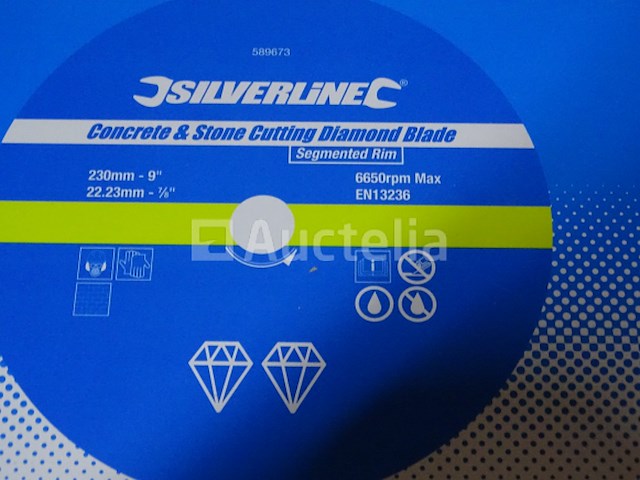 589673
SILVERLINE®
Concrete & Stone Cutting Diamond Blade
Segmented Rim
230mm - 9"
22.23mm - ⅞"
6650rpm Max
EN13236
Auctelia